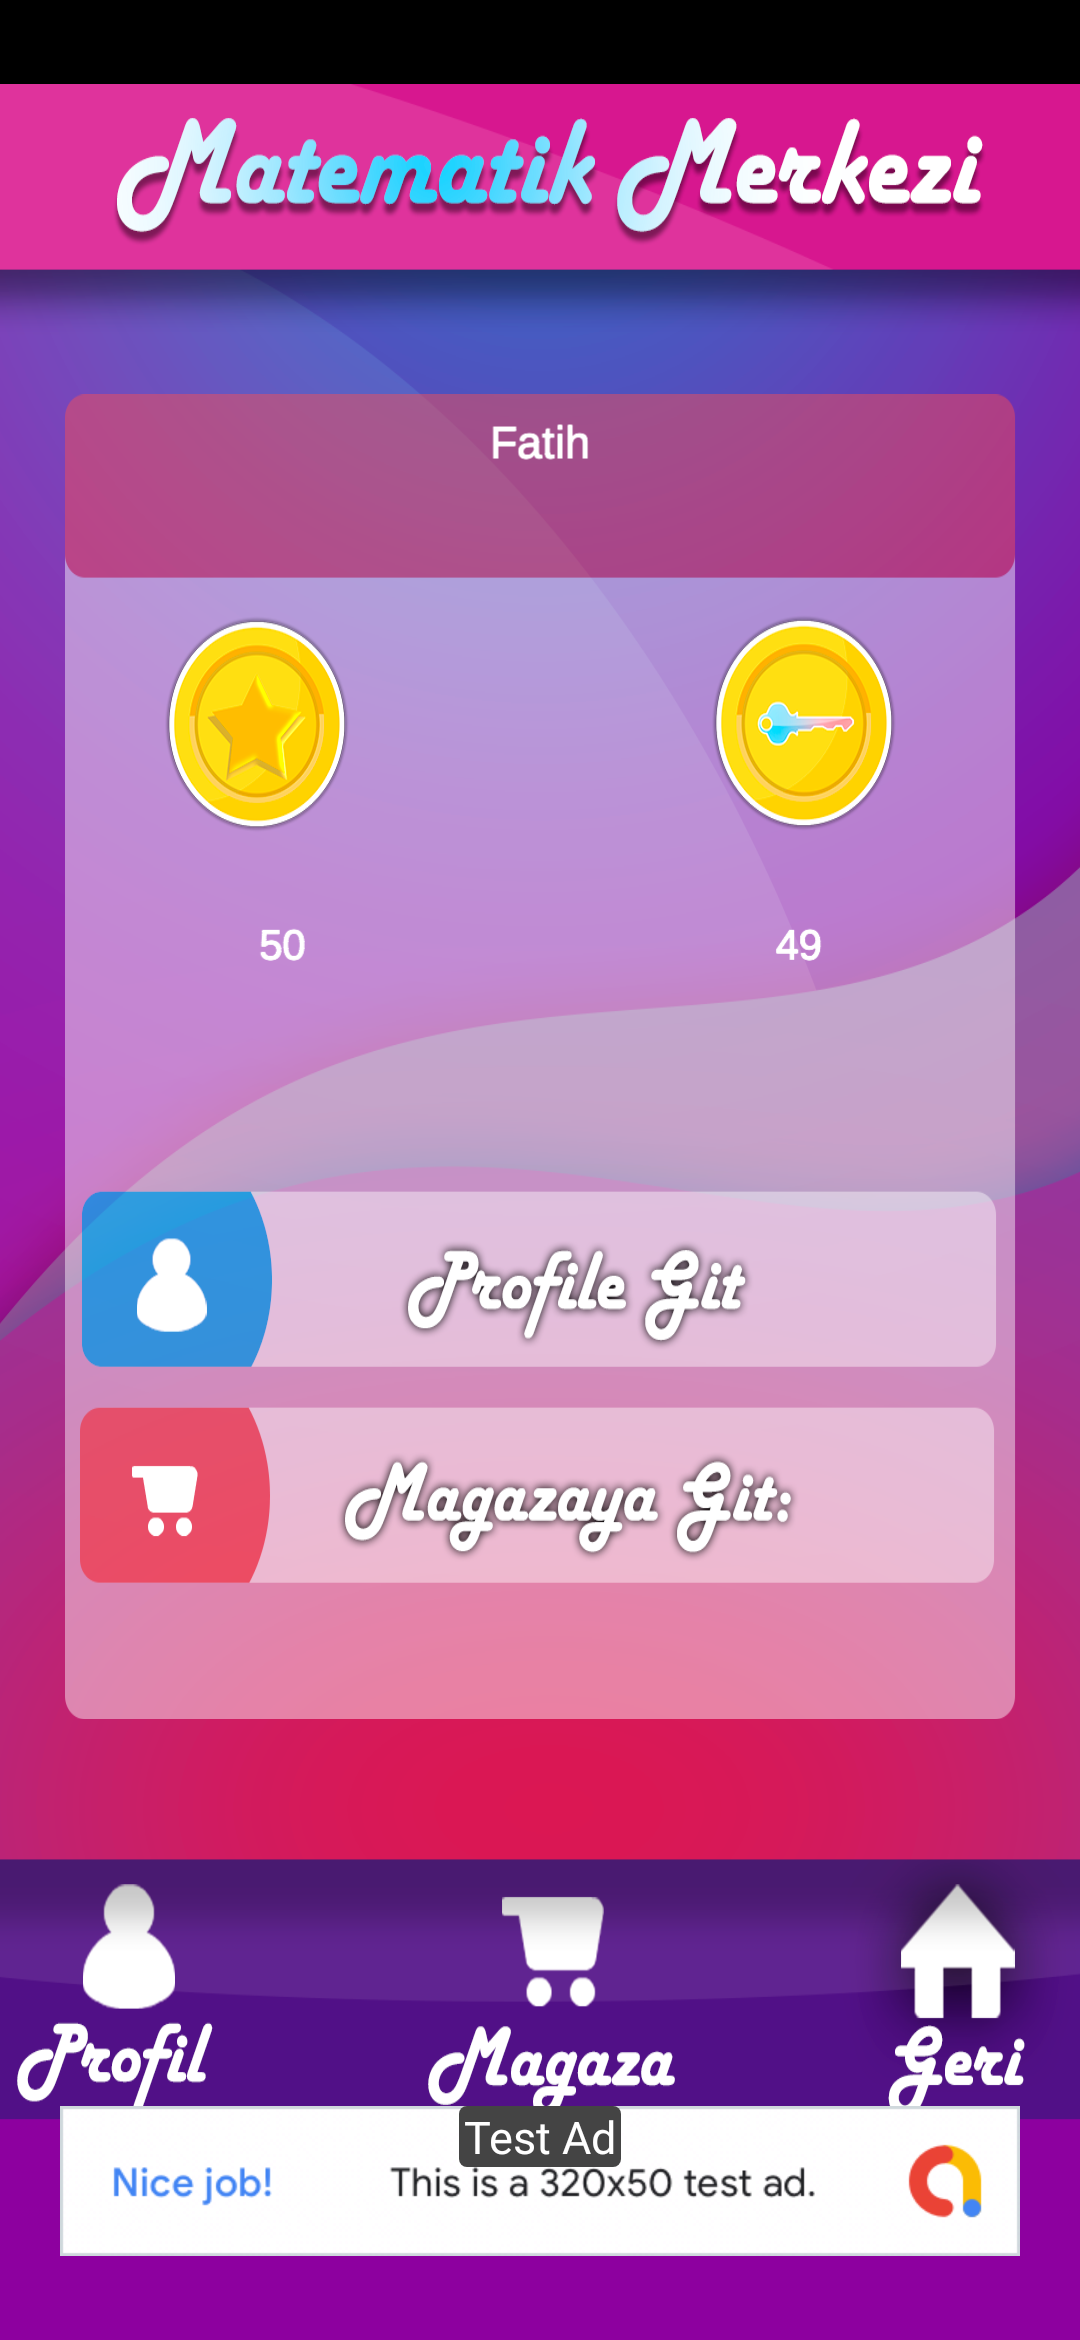 Matematik Merkezi
Fatih
50
49
Profile Git
Magazaya Git:
Profil
Magaza
Geri
Test Ad
Nice job!
This is a 320x50 test ad.